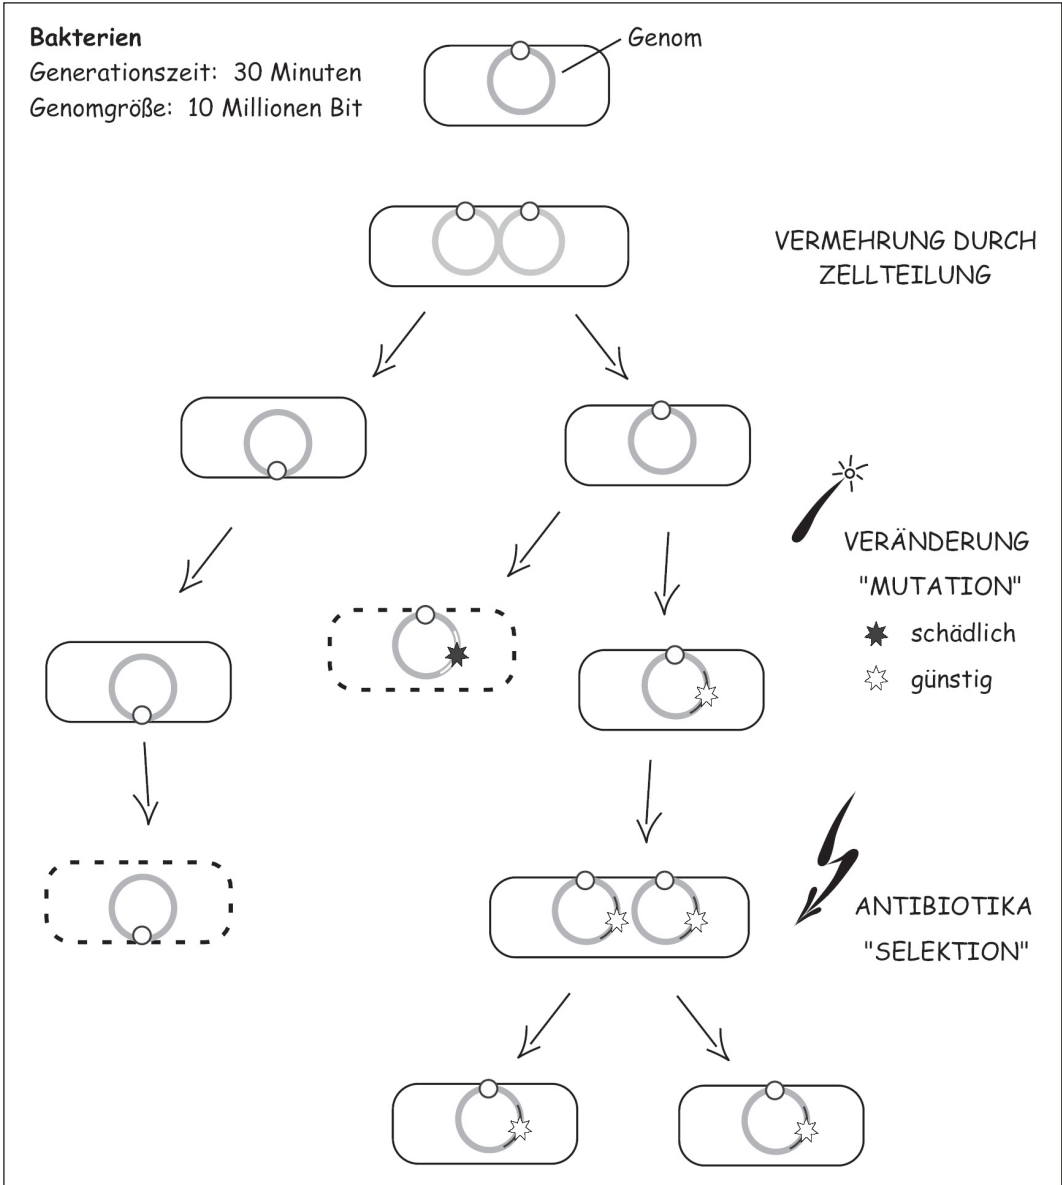 Bakterien
Generationszeit: 30 Minuten
Genomgröße: 10 Millionen Bit
Genom
VERMEHRUNG DURCH
ZELLTEILUNG
VERÄNDERUNG
"MUTATION"
schädlich
günstig
ANTIBIOTIKA
"SELEKTION"